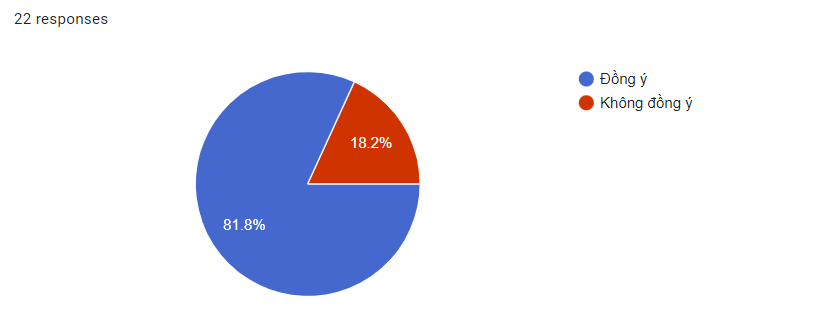 22 responses
Đồng ý
Không đồng ý
18.2%
81.8%